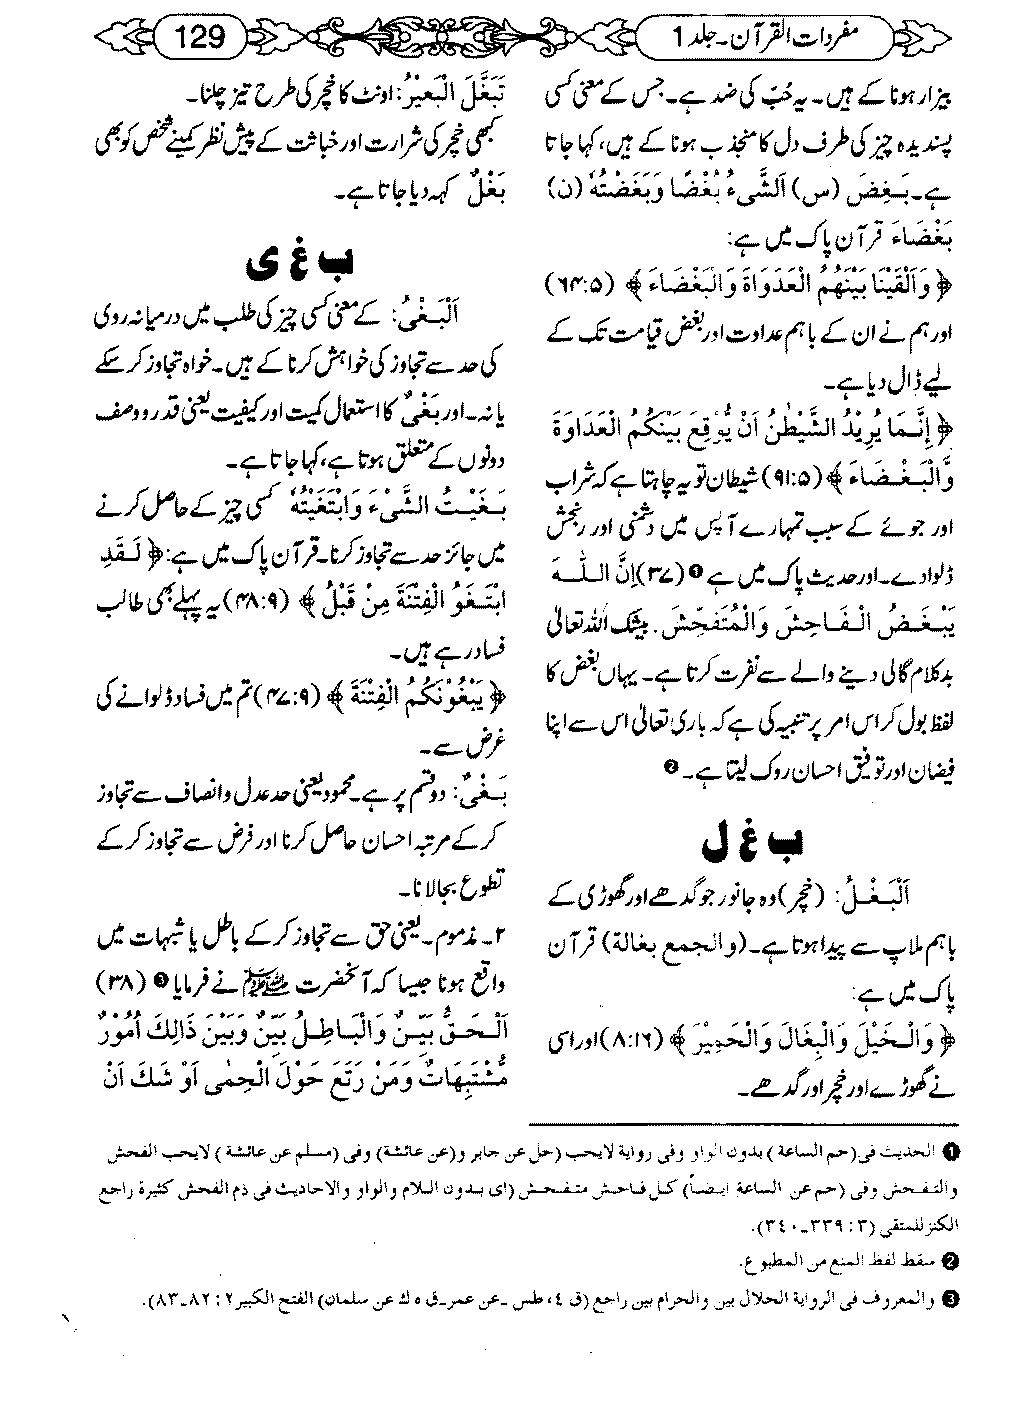 مفردات القرآن۔ جلد 1
129
بیزار ہونا کے ہیں۔ یہ حُبّ کی ضد ہے۔ جس کے معنی کسی
پسندیدہ چیز کی طرف دل کا منجذب ہونا کے ہیں، کہا جاتا
ہے۔ بَغِضَ (س) اَلشَّیْءُ بُغْضًا وَبَغَضْتُہٗ (ن)
بَغْضَاءَ قرآن پاک میں ہے:
﴿ وَاَلْقَیْنَا بَیْنَهُمُ الْعَدَاوَةَ وَالْبَغْضَاءَ ﴾ (۶۴:۵)
اور ہم نے ان کے باہم عداوت اور بغض قیامت تک کے
لیے ڈال دیا ہے۔
﴿ اِنَّمَا یُرِیْدُ الشَّیْطٰنُ اَنْ یُّوْقِعَ بَیْنَکُمُ الْعَدَاوَةَ
وَالْبَغْضَاءَ ﴾ (۹۱:۵) شیطان تو یہ چاہتا ہے کہ شراب
اور جوئے کے سبب تمہارے آپس میں دشمنی اور رنجش
ڈلوا دے۔ اور حدیث پاک میں ہے ❶ (۳۷) اِنَّ اللّٰہَ
یَبْغَضُ الْفَاحِشَ وَالْمُتَفَحِّشَ. بیشک اللہ تعالیٰ
بدکلام گالی دینے والے سے نفرت کرتا ہے۔ یہاں بغض کا
لفظ بول کر اس امر پر تنبیہ کی ہے کہ باری تعالیٰ اس سے اپنا
فیضان اور توفیق احسان روک لیتا ہے۔ ❷
ب غ ل
اَلْبَغْلُ: (خچر) وہ جانور جو گدھے اور گھوڑی کے
باہم ملاپ سے پیدا ہوتا ہے۔ (والجمع بغالة) قرآن
پاک میں ہے:
﴿ وَالْخَیْلَ وَالْبِغَالَ وَالْحَمِیْرَ ﴾ (۸:۱۶) اور اسی
نے گھوڑے اور خچر اور گدھے۔
تَبَغَّلَ الْبَعِیْرُ: اونٹ کا خچر کی طرح تیز چلنا۔
کبھی خچر کی شرارت اور خباثت کے پیش نظر کمینے شخص کو بھی
بَغْلٌ کہہ دیا جاتا ہے۔
ب غ ی
اَلْبَغْیُ: کے معنی کسی چیز کی طلب میں درمیانہ روی
کی حد سے تجاوز کی خواہش کرنا کے ہیں۔ خواہ تجاوز کر سکے
یا نہ۔ اور بَغْیٌ کا استعمال کمیت اور کیفیت یعنی قدر و وصف
دونوں کے متعلق ہوتا ہے، کہا جاتا ہے۔
بَغَیْتُ الشَّیْءَ وَابْتَغَیْتُہٗ کسی چیز کے حاصل کرنے
میں جائز حد سے تجاوز کرنا۔ قرآن پاک میں ہے: ﴿ لَقَدِ
ابْتَغَوُ الْفِتْنَةَ مِنْ قَبْلُ ﴾ (۴۸:۹) یہ پہلے بھی طالب
فساد رہے ہیں۔
﴿ یَبْغُوْنَکُمُ الْفِتْنَةَ ﴾ (۴۷:۹) تم میں فساد ڈلوانے کی
غرض سے۔
بَغْیٌ: دو قسم پر ہے۔ محمود یعنی حد عدل و انصاف سے تجاوز
کر کے مرتبہ احسان حاصل کرنا اور فرض سے تجاوز کر کے
تطوع بجالانا۔
۲۔ مذموم۔ یعنی حق سے تجاوز کر کے باطل یا شبہات میں
واقع ہونا جیسا کہ آنحضرت ﷺ نے فرمایا ❸ (۳۸)
اَلْحَقُّ بَیِّنٌ وَالْبَاطِلُ بَیِّنٌ وَبَیْنَ ذَالِكَ اُمُوْرٌ
مُشْتَبِهَاتٌ وَمَنْ رَتَعَ حَوْلَ الْحِمٰی اَوْ شَكَ اَنْ
❶ الحدیث فی (حم الساعة) بدون الواو وفی روایة لایحب (حل عن جابر و(عن عائشة) وفی (مسلم عن عائشة) لایحب الفحش
والتفحش وفی (حم عن الساعة ایضاً) کل فاحش متفحش (ای بدون اللام والواو والاحادیث فی ذم الفحش کثیرة راجع
الکنز للمتقی (۳: ۳۳۹۔۳٤۰).
❷ سقط لفظ المنع من المطبوع.
❸ والمعروف فی الروایة الحلال بین والحرام بین راجع (ق ٤، طس ۔عن عمر۔ق ہ ك عن سلمان) الفتح الکبیر ۲: ۸۲۔۸۳).